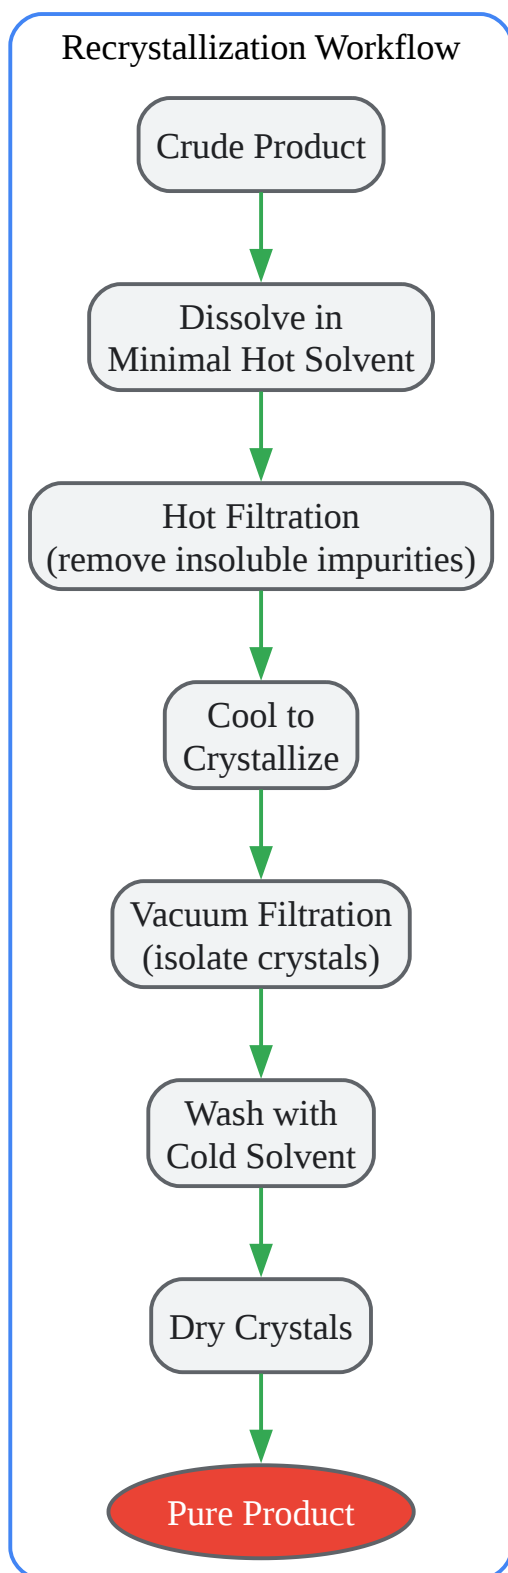 Recrystallization Workflow
Crude Product
Dissolve in
Minimal Hot Solvent
Hot Filtration
(remove insoluble impurities)
Cool to
Crystallize
Vacuum Filtration
(isolate crystals)
Wash with
Cold Solvent
Dry Crystals
Pure Product